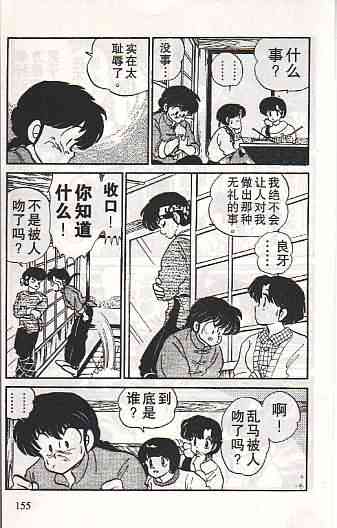 什么
事？
……
……
没事…
……。
实在太
耻辱了。
我绝不会
让人对我
做出那种
无礼的事。
……良牙
收口！
你知道
什么！
不是被人
吻了吗？
啊！
乱马被人
吻了吗？
到底是
谁？
……
155